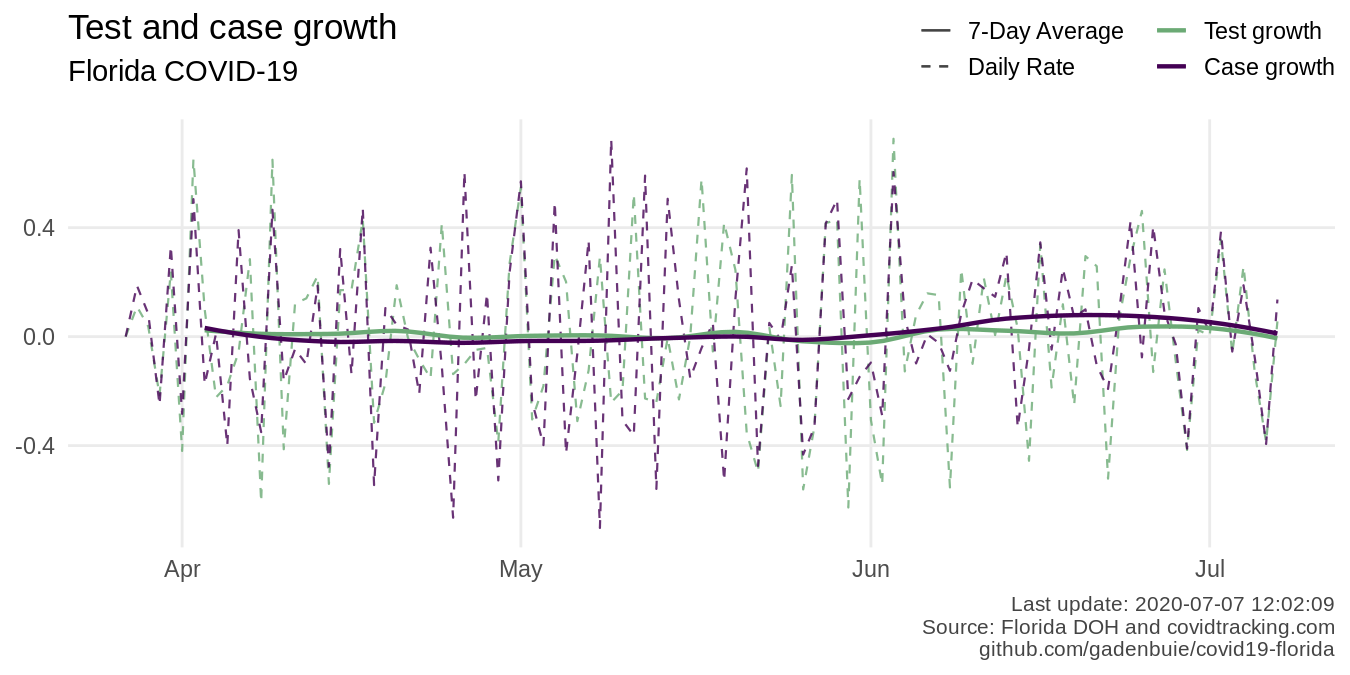 Test and case growth
Florida COVID-19
7-Day Average
Test growth
Daily Rate
Case growth
0.4
0.0
-0.4
Apr
May
Jun
Jul
Last update: 2020-07-07 12:02:09
Source: Florida DOH and covidtracking.com
github.com/gadenbuie/covid19-florida